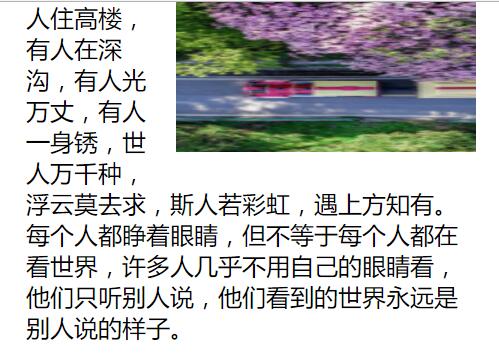 人住高楼，
有人在深
沟，有人光
万丈，有人
一身锈，世
人万千种，
浮云莫去求，斯人若彩虹，遇上方知有。
每个人都睁着眼睛，但不等于每个人都在
看世界，许多人几乎不用自己的眼睛看，
他们只听别人说，他们看到的世界永远是
别人说的样子。